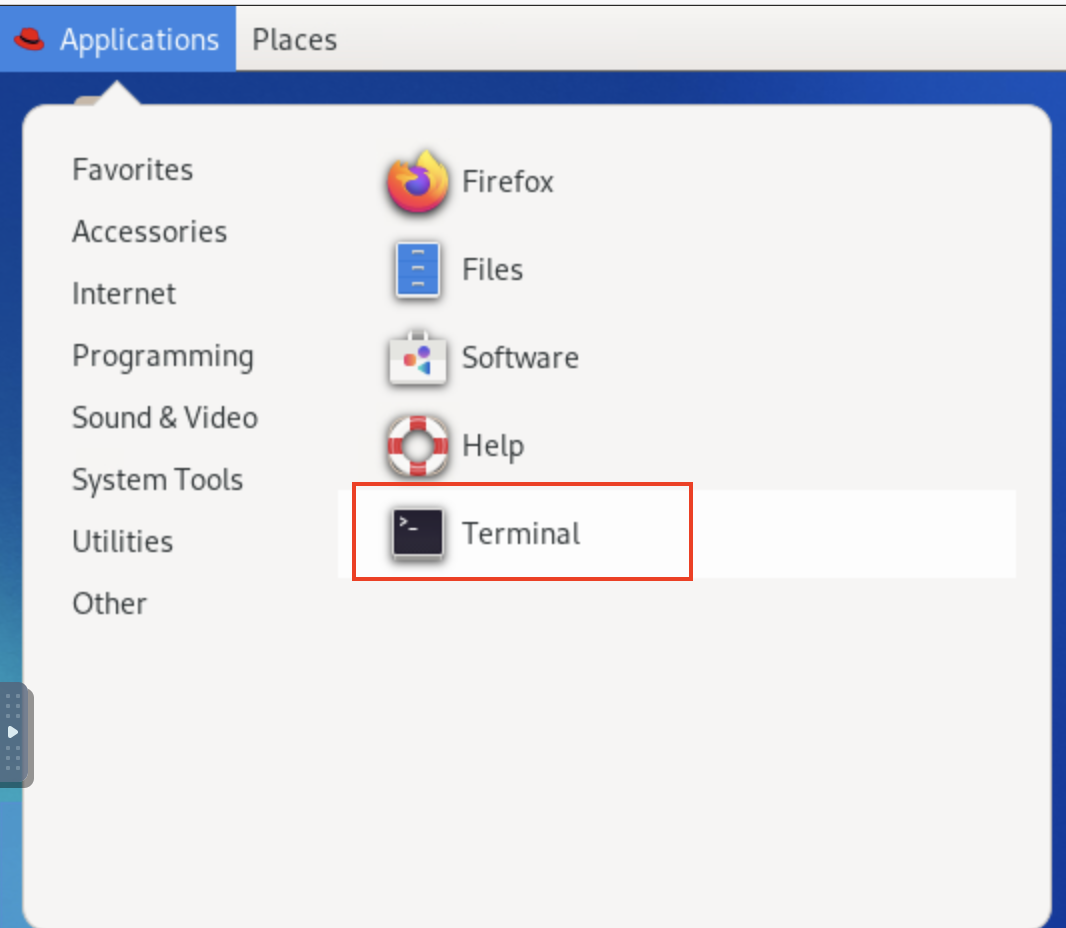 Applications Places
Favorites
Accessories
Internet
Programming
Sound & Video
System Tools
Utilities
Other
Firefox
Files
Software
Help
>_
Terminal